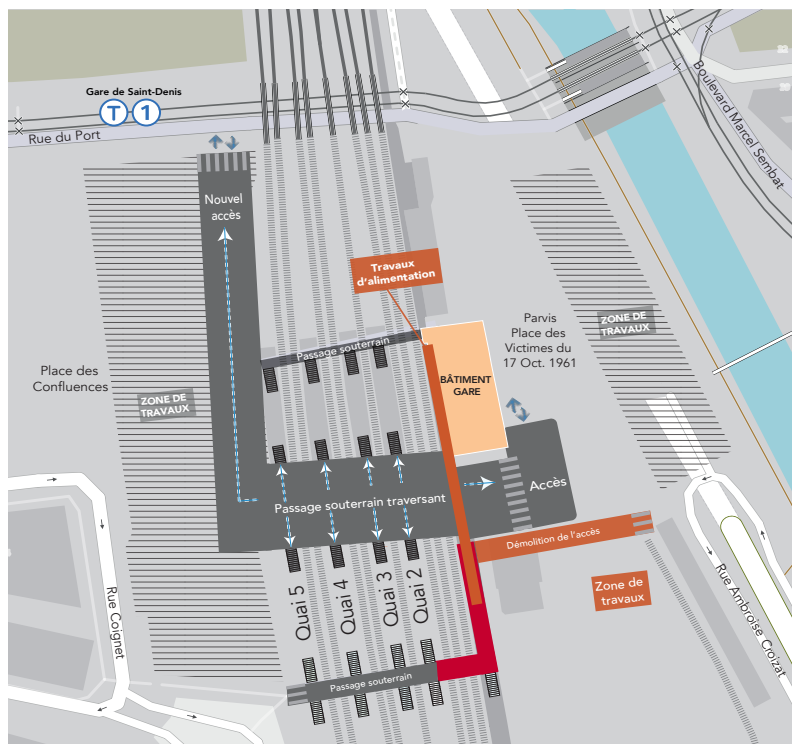 Gare de Saint-Denis
T 1
Rue du Port
Boulevard Marcel Sembat
Nouvel
accès
Travaux
d'alimentation
Passage souterrain
Parvis
Place des
Victimes du
17 Oct. 1961
ZONE DE
TRAVAUX
Place des
Confluences
ZONE DE
TRAVAUX
BÂTIMENT
GARE
Passage souterrain traversant
Accès
Démolition de l'accès
Quai 5
Quai 4
Quai 3
Quai 2
Zone de
travaux
Rue Coignet
Rue Ambroise Croizat
Passage souterrain